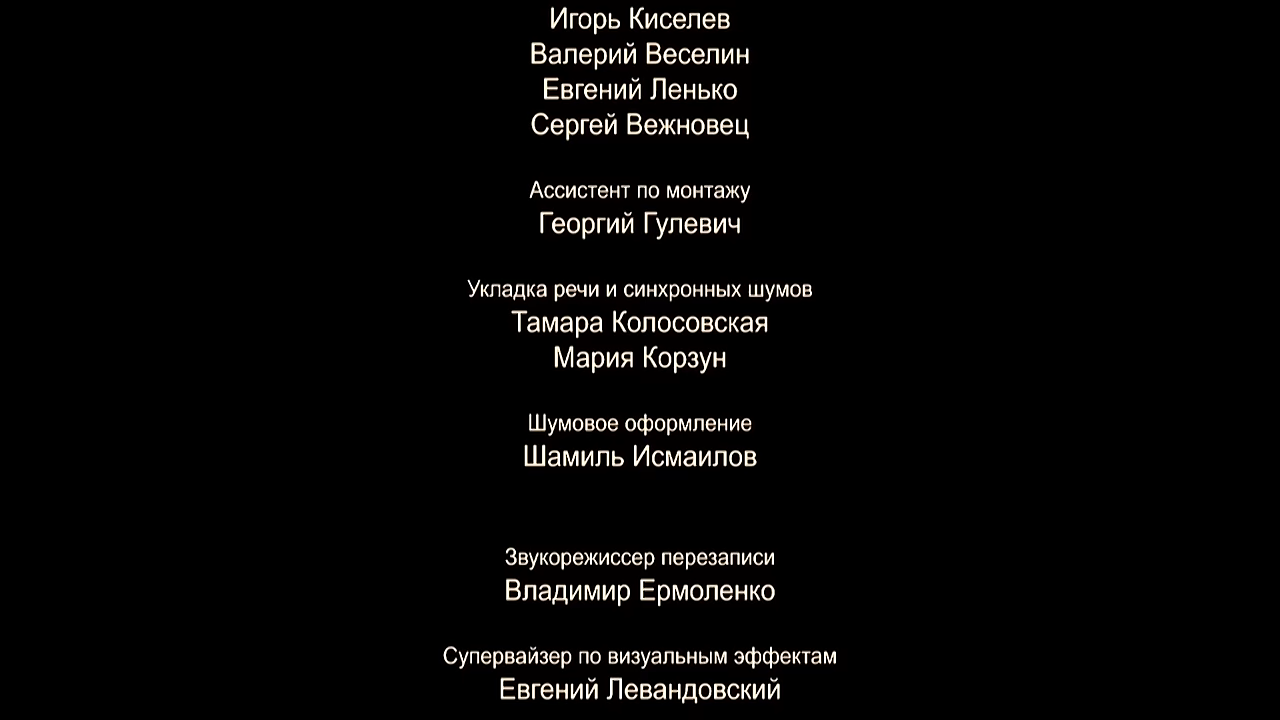 Игорь Киселев
Валерий Веселин
Евгений Ленько
Сергей Вежновец
Ассистент по монтажу
Георгий Гулевич
Укладка речи и синхронных шумов
Тамара Колосовская
Мария Корзун
Шумовое оформление
Шамиль Исмаилов
Звукорежиссер перезаписи
Владимир Ермоленко
Супервайзер по визуальным эффектам
Евгений Левандовский